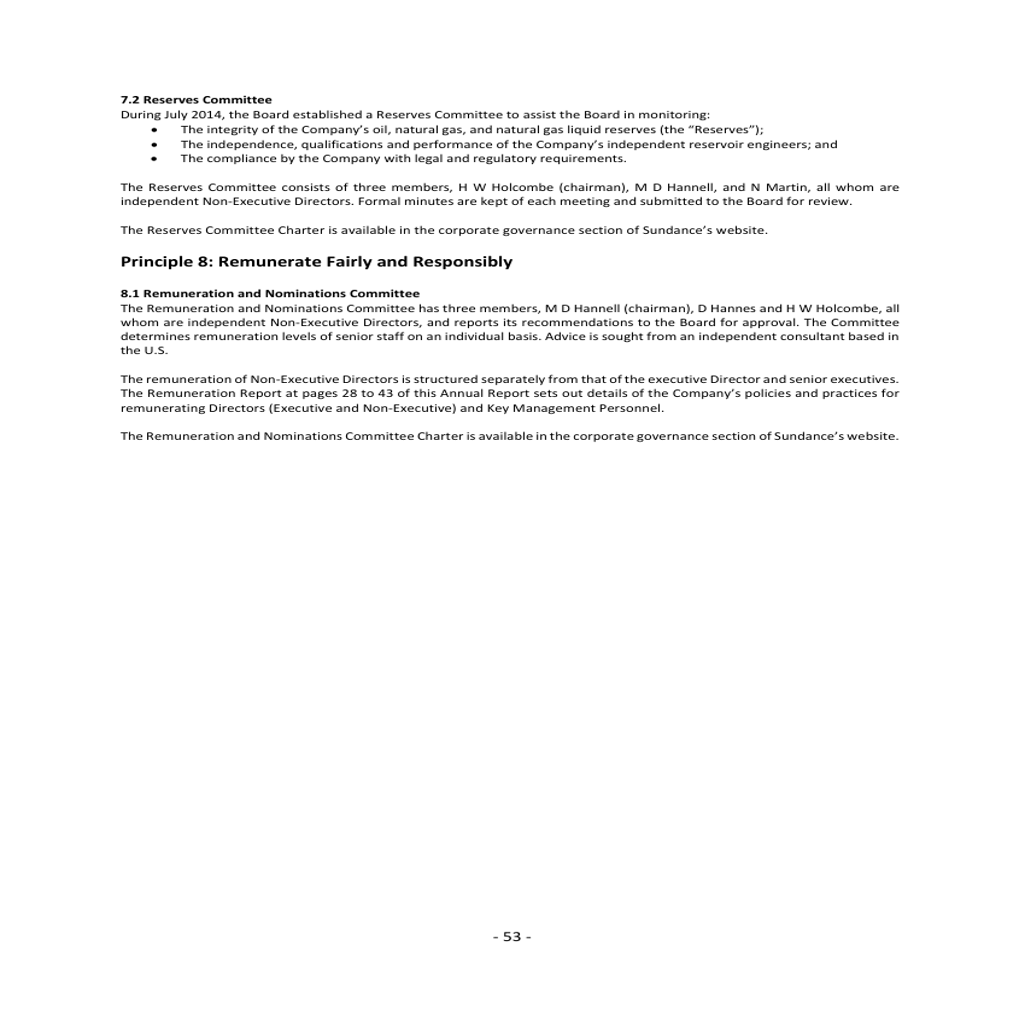 7.2 Reserves Committee
During July 2014, the Board established a Reserves Committee to assist the Board in monitoring:
• The integrity of the Company’s oil, natural gas, and natural gas liquid reserves (the “Reserves”);
• The independence, qualifications and performance of the Company’s independent reservoir engineers; and
• The compliance by the Company with legal and regulatory requirements.
The Reserves Committee consists of three members, H W Holcombe (chairman), M D Hannell, and N Martin, all whom are
independent Non-Executive Directors. Formal minutes are kept of each meeting and submitted to the Board for review.
The Reserves Committee Charter is available in the corporate governance section of Sundance’s website.
Principle 8: Remunerate Fairly and Responsibly
8.1 Remuneration and Nominations Committee
The Remuneration and Nominations Committee has three members, M D Hannell (chairman), D Hannes and H W Holcombe, all
whom are independent Non-Executive Directors, and reports its recommendations to the Board for approval. The Committee
determines remuneration levels of senior staff on an individual basis. Advice is sought from an independent consultant based in
the U.S.
The remuneration of Non-Executive Directors is structured separately from that of the executive Director and senior executives.
The Remuneration Report at pages 28 to 43 of this Annual Report sets out details of the Company’s policies and practices for
remunerating Directors (Executive and Non-Executive) and Key Management Personnel.
The Remuneration and Nominations Committee Charter is available in the corporate governance section of Sundance’s website.
- 53 -